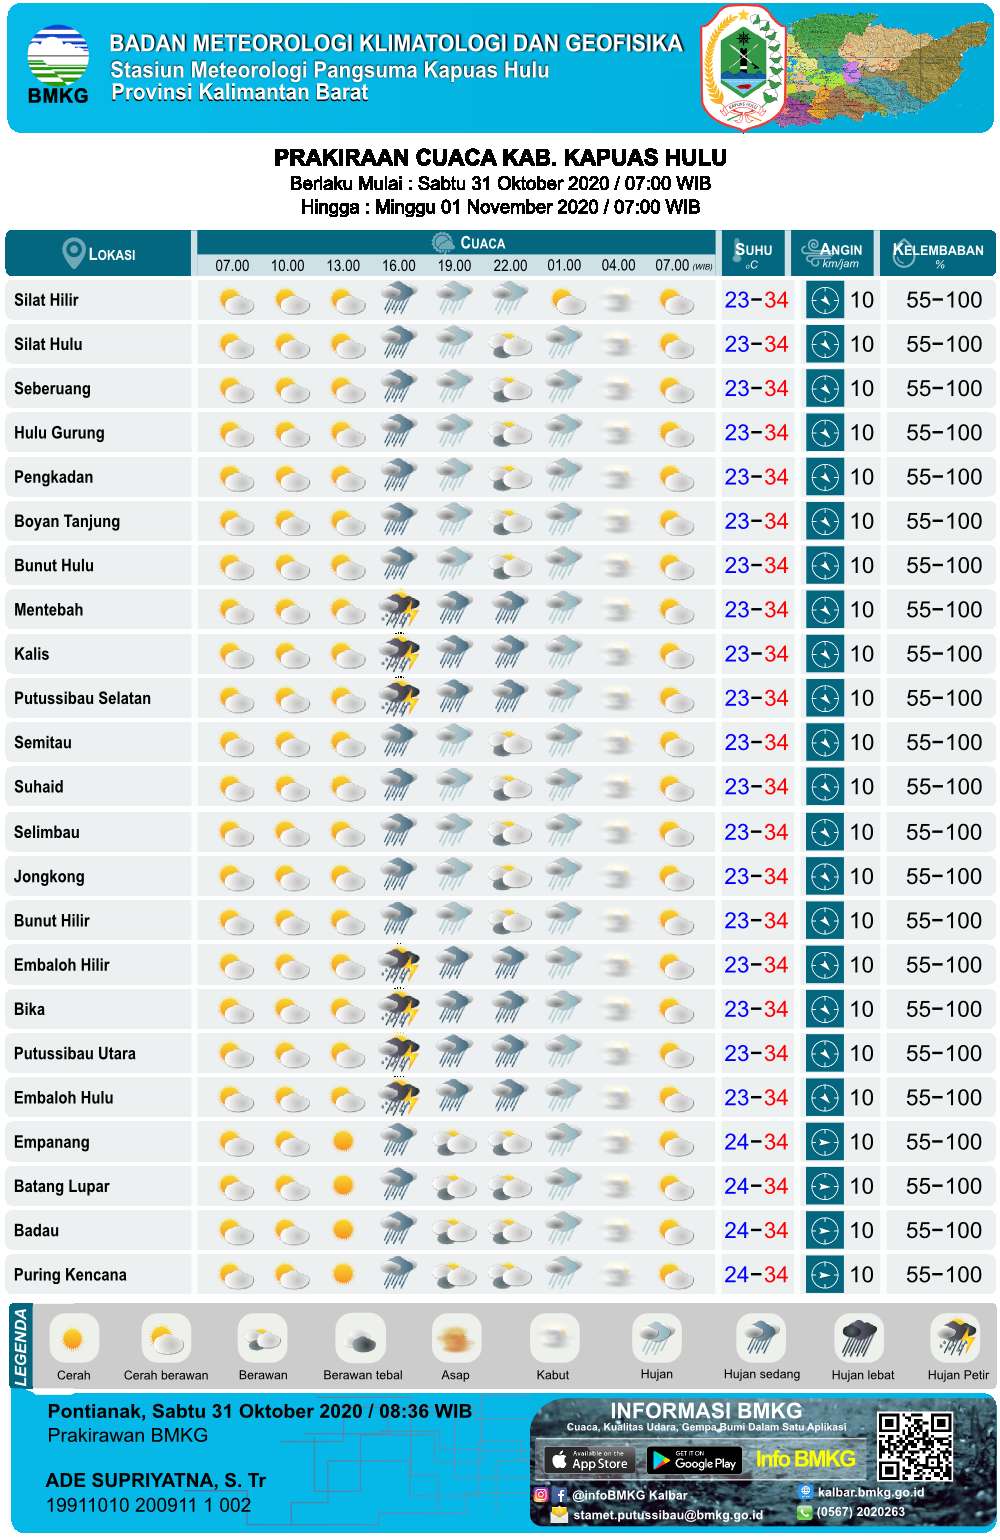 BMKG
BADAN METEOROLOGI KLIMATOLOGI DAN GEOFISIKA
Stasiun Meteorologi Pangsuma Kapuas Hulu
Provinsi Kalimantan Barat
KAPUAS HULU
PRAKIRAAN CUACA KAB. KAPUAS HULU
Berlaku Mulai : Sabtu 31 Oktober 2020 / 07:00 WIB
Hingga : Minggu 01 November 2020 / 07:00 WIB
LOKASI CUACA SUHU °C ANGIN km/jam KELEMBABAN %
07.00 10.00 13.00 16.00 19.00 22.00 01.00 04.00 07.00 (WIB)
Silat Hilir 23-34 10 55-100
Silat Hulu 23-34 10 55-100
Seberuang 23-34 10 55-100
Hulu Gurung 23-34 10 55-100
Pengkadan 23-34 10 55-100
Boyan Tanjung 23-34 10 55-100
Bunut Hulu 23-34 10 55-100
Mentebah 23-34 10 55-100
Kalis 23-34 10 55-100
Putussibau Selatan 23-34 10 55-100
Semitau 23-34 10 55-100
Suhaid 23-34 10 55-100
Selimbau 23-34 10 55-100
Jongkong 23-34 10 55-100
Bunut Hilir 23-34 10 55-100
Embaloh Hilir 23-34 10 55-100
Bika 23-34 10 55-100
Putussibau Utara 23-34 10 55-100
Embaloh Hulu 23-34 10 55-100
Empanang 24-34 10 55-100
Batang Lupar 24-34 10 55-100
Badau 24-34 10 55-100
Puring Kencana 24-34 10 55-100
LEGENDA
Cerah Cerah berawan Berawan Berawan tebal Asap Kabut Hujan Hujan sedang Hujan lebat Hujan Petir
Pontianak, Sabtu 31 Oktober 2020 / 08:36 WIB
Prakirawan BMKG
ADE SUPRIYATNA, S. Tr
19911010 200911 1 002
INFORMASI BMKG
Cuaca, Kualitas Udara, Gempa Bumi Dalam Satu Aplikasi
Available on the App Store
GET IT ON Google Play
Info BMKG
@infoBMKG Kalbar
kalbar.bmkg.go.id
stamet.putussibau@bmkg.go.id
(0567) 2020263